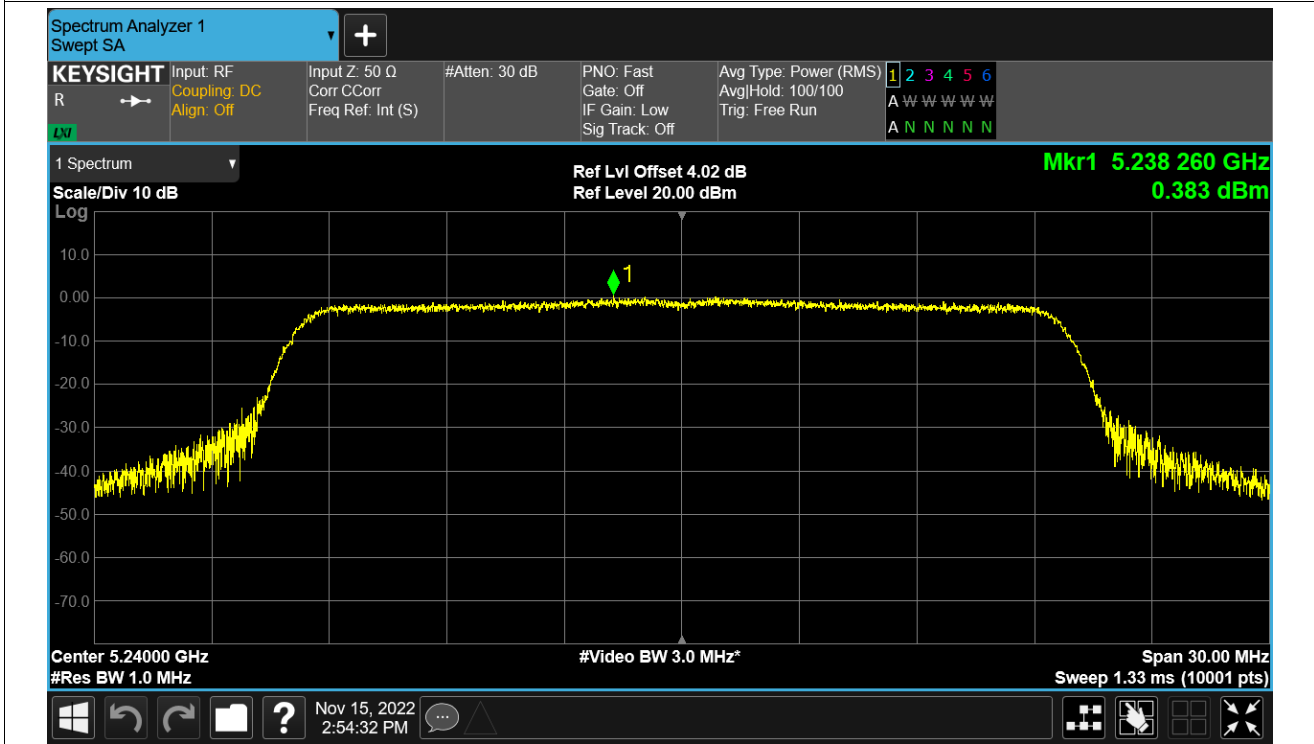 Spectrum Analyzer 1
Swept SA
+
KEYSIGHT
R
LXI
Input: RF
Coupling: DC
Align: Off
Input Z: 50 Ω
Corr CCorr
Freq Ref: Int (S)
#Atten: 30 dB
PNO: Fast
Gate: Off
IF Gain: Low
Sig Track: Off
Avg Type: Power (RMS)
Avg|Hold: 100/100
Trig: Free Run
1 2 3 4 5 6
A W W W W W
A N N N N N
1 Spectrum
Scale/Div 10 dB
Log
Ref Lvl Offset 4.02 dB
Ref Level 20.00 dBm
Mkr1 5.238 260 GHz
0.383 dBm
1
10.0
0.00
-10.0
-20.0
-30.0
-40.0
-50.0
-60.0
-70.0
Center 5.24000 GHz
#Res BW 1.0 MHz
#Video BW 3.0 MHz*
Span 30.00 MHz
Sweep 1.33 ms (10001 pts)
?
Nov 15, 2022
2:54:32 PM